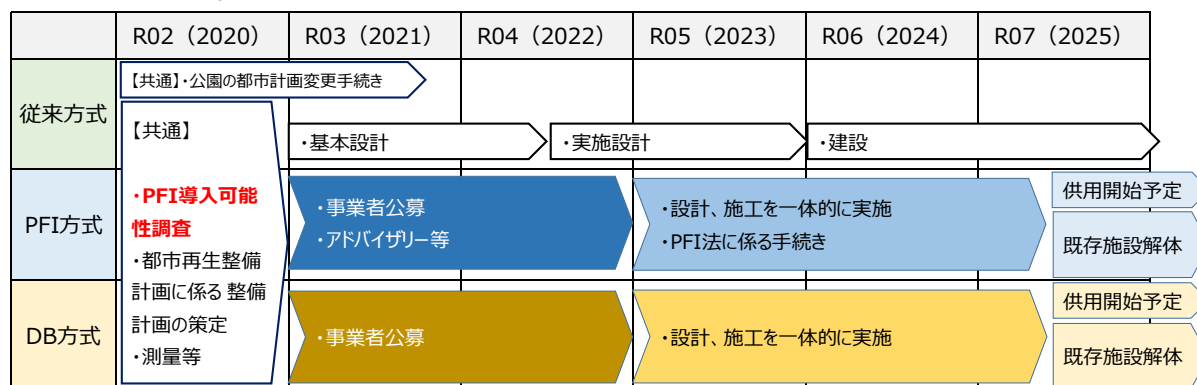 R02（2020） R03（2021） R04（2022） R05（2023） R06（2024） R07（2025）
従来方式
【共通】・公園の都市計画変更手続き
【共通】
・PFI導入可能
性調査
・都市再生整備
計画に係る 整備
計画の策定
・測量等
・基本設計
・実施設計
・建設
PFI方式
・事業者公募
・アドバイザリー等
・設計、施工を一体的に実施
・PFI法に係る手続き
供用開始予定
既存施設解体
DB方式
・事業者公募
・設計、施工を一体的に実施
供用開始予定
既存施設解体